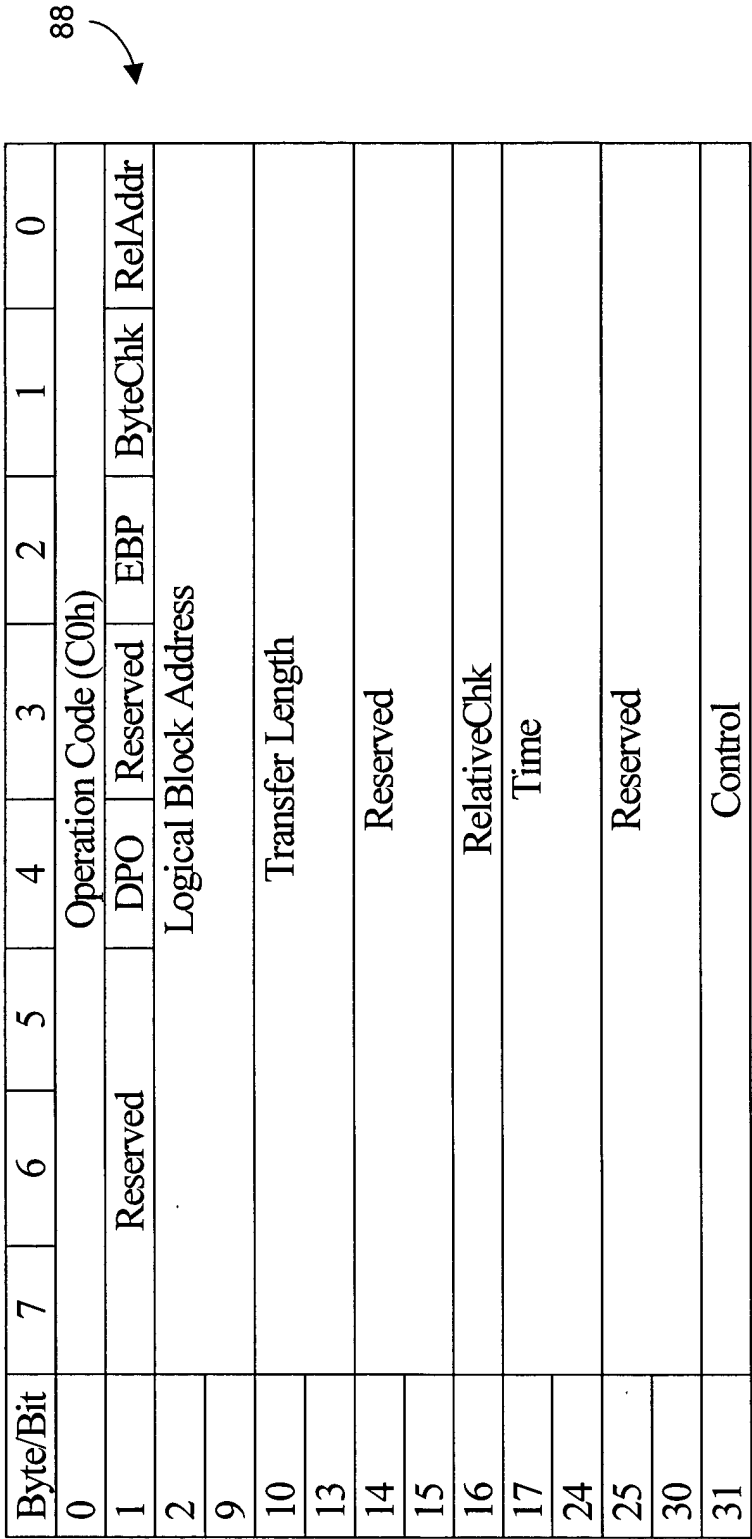 88
Byte/Bit 7 6 5 4 3 2 1 0
0 Operation Code (C0h)
1 Reserved DPO Reserved EBP ByteChk RelAddr
2 Logical Block Address
9
10 Transfer Length
13
14 Reserved
15
16 RelativeChk
17 Time
24
25 Reserved
30
31 Control